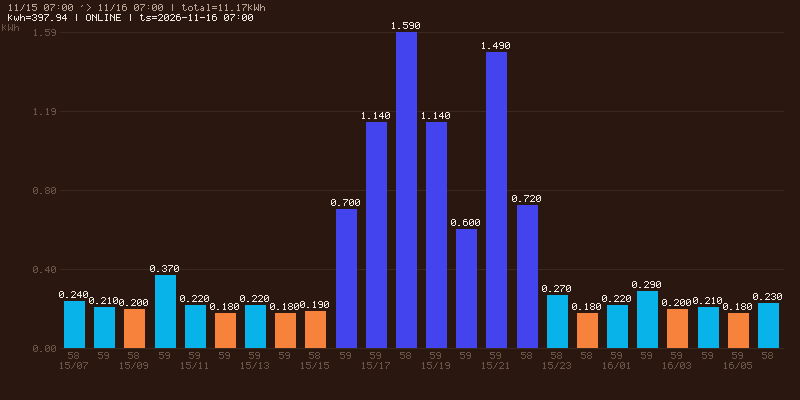 11/15 07:00 -> 11/16 07:00 | total=11.17kWh
Kwh=397.94 | ONLINE | ts=2026-11-16 07:00
kWh
1.59
1.19
0.80
0.40
0.00
0.240 0.210 0.200 0.370 0.220 0.180 0.220 0.180 0.190 0.700 1.140 1.590 1.140 0.600 1.490 0.720 0.270 0.180 0.220 0.290 0.200 0.210 0.180 0.230
58 59 58 59 59 59 59 59 58 59 59 58 59 59 59 58 58 58 59 59 59 59 59 58
15/07 15/09 15/11 15/13 15/15 15/17 15/19 15/21 15/23 16/01 16/03 16/05